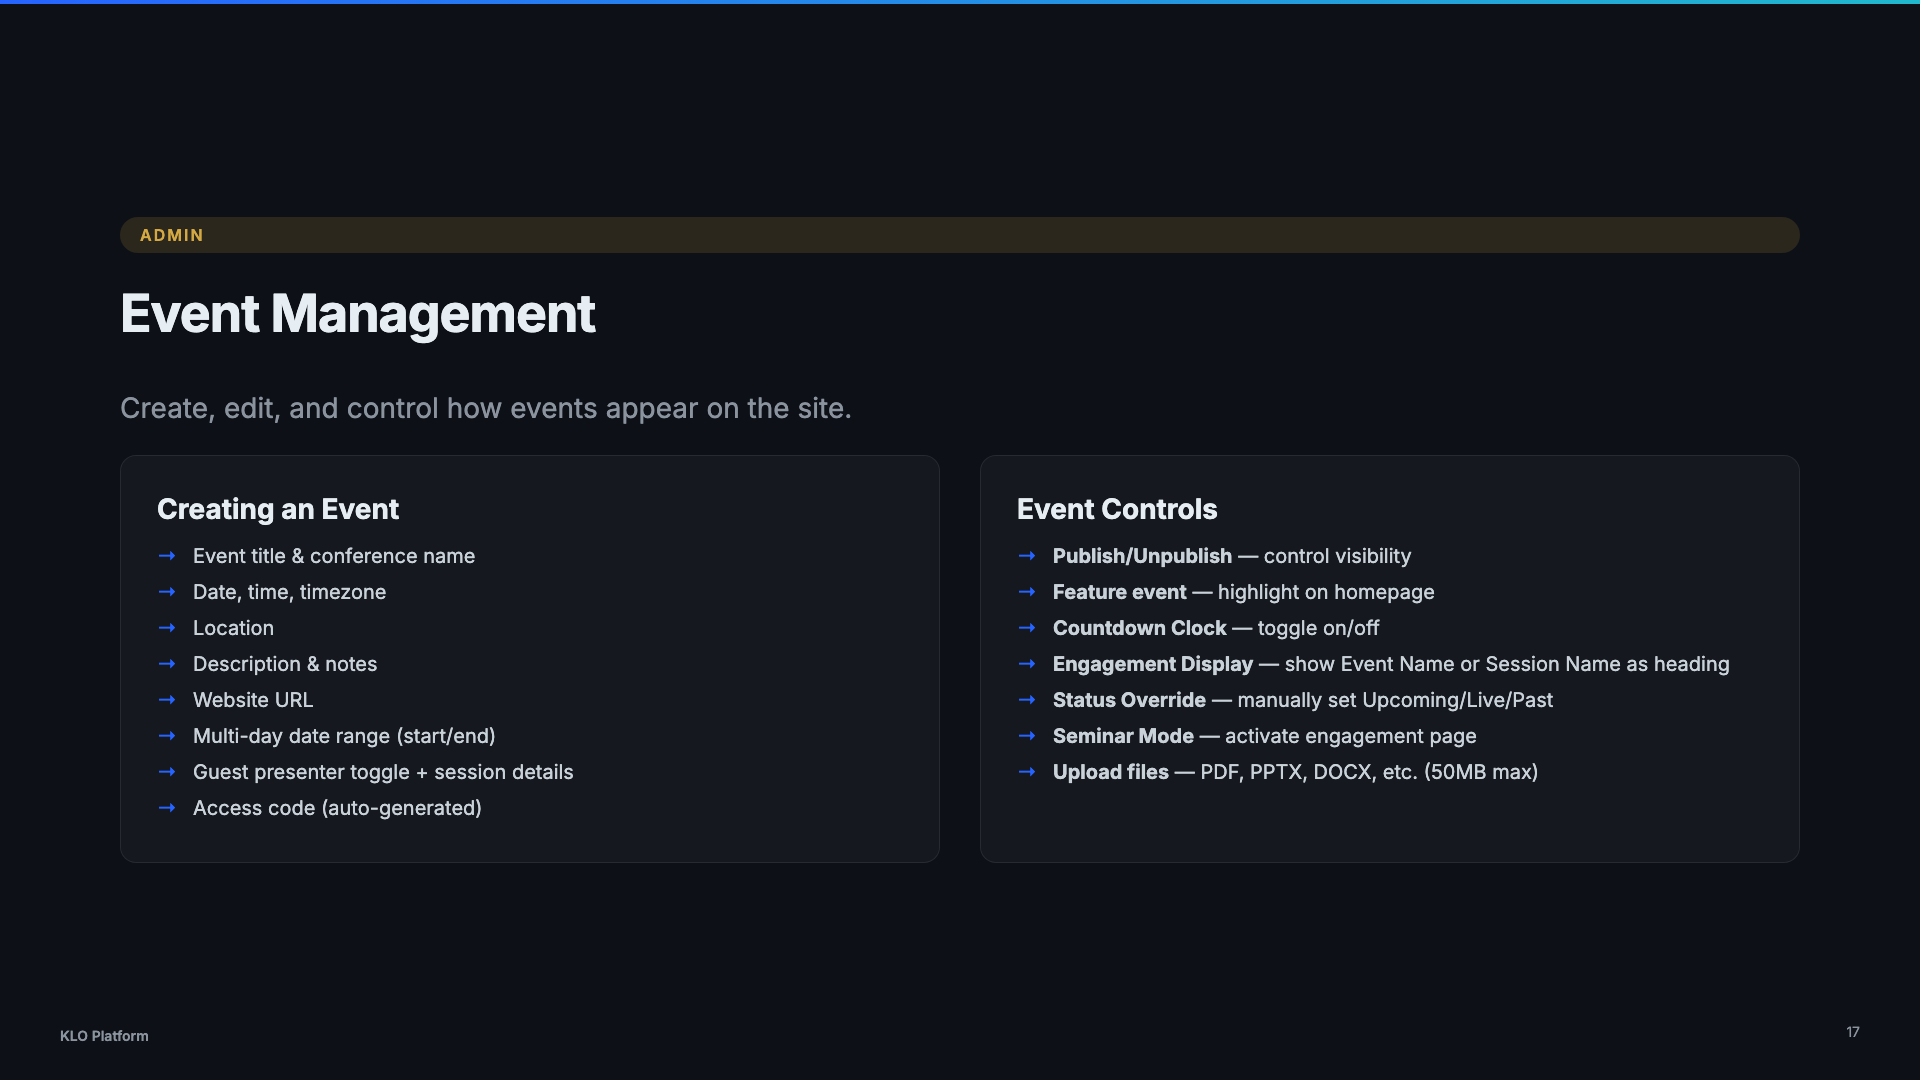 ADMIN
Event Management
Create, edit, and control how events appear on the site.
Creating an Event
→ Event title & conference name
→ Date, time, timezone
→ Location
→ Description & notes
→ Website URL
→ Multi-day date range (start/end)
→ Guest presenter toggle + session details
→ Access code (auto-generated)
Event Controls
→ Publish/Unpublish — control visibility
→ Feature event — highlight on homepage
→ Countdown Clock — toggle on/off
→ Engagement Display — show Event Name or Session Name as heading
→ Status Override — manually set Upcoming/Live/Past
→ Seminar Mode — activate engagement page
→ Upload files — PDF, PPTX, DOCX, etc. (50MB max)
KLO Platform
17